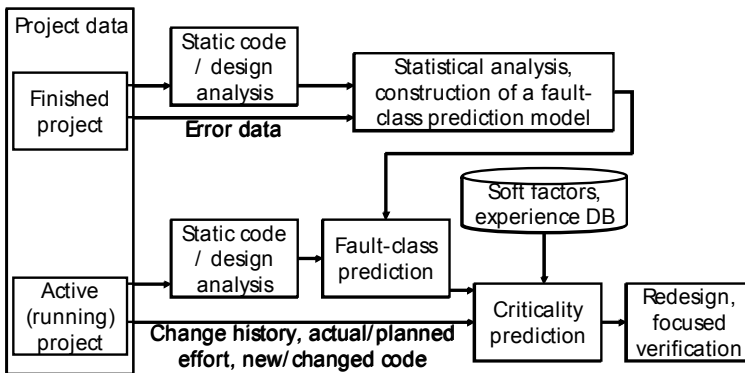 Project data
Static code
/ design
analysis
Statistical analysis,
construction of a fault-
class prediction model
Finished
project
Error data
Soft factors,
experience DB
Static code
/ design
analysis
Fault-class
prediction
Active
(running)
project
Change history, actual/planned
effort, new/changed code
Criticality
prediction
Redesign,
focused
verification